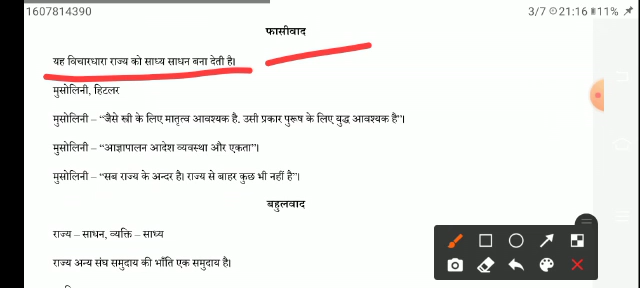 1607814390
3/7 21:16 11%
फासीवाद
यह विचारधारा राज्य को साध्य साधन बना देती है।
मुसोलिनी, हिटलर
मुसोलिनी – “जैसे स्त्री के लिए मातृत्व आवश्यक है. उसी प्रकार पुरूष के लिए युद्ध आवश्यक है”।
मुसोलिनी – “आज्ञापालन आदेश व्यवस्था और एकता”।
मुसोलिनी – “सब राज्य के अन्दर है। राज्य से बाहर कुछ भी नहीं है”।
बहुलवाद
राज्य – साधन, व्यक्ति – साध्य
राज्य अन्य संघ समुदाय की भाँति एक समुदाय है।